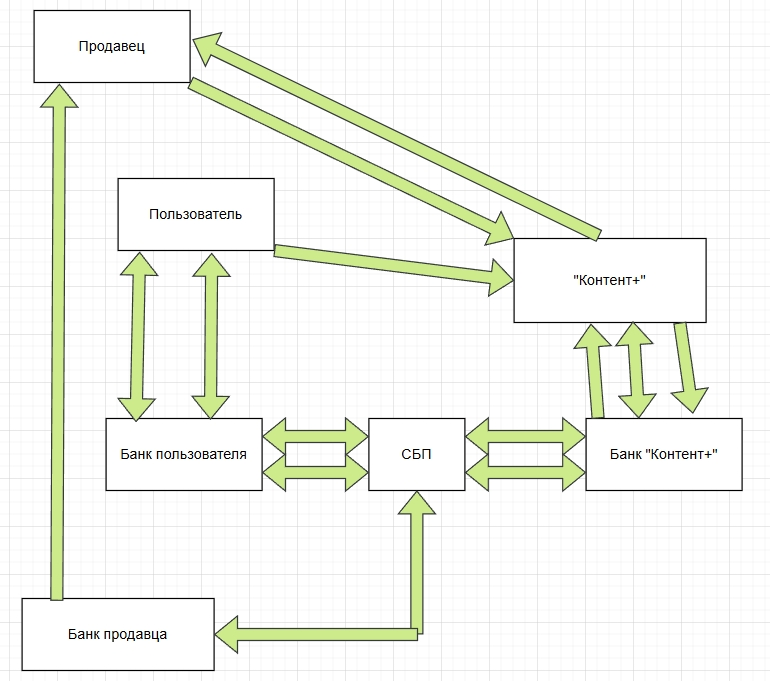 Продавец
Пользователь
"Контент+"
Банк пользователя
СБП
Банк "Контент+"
Банк продавца